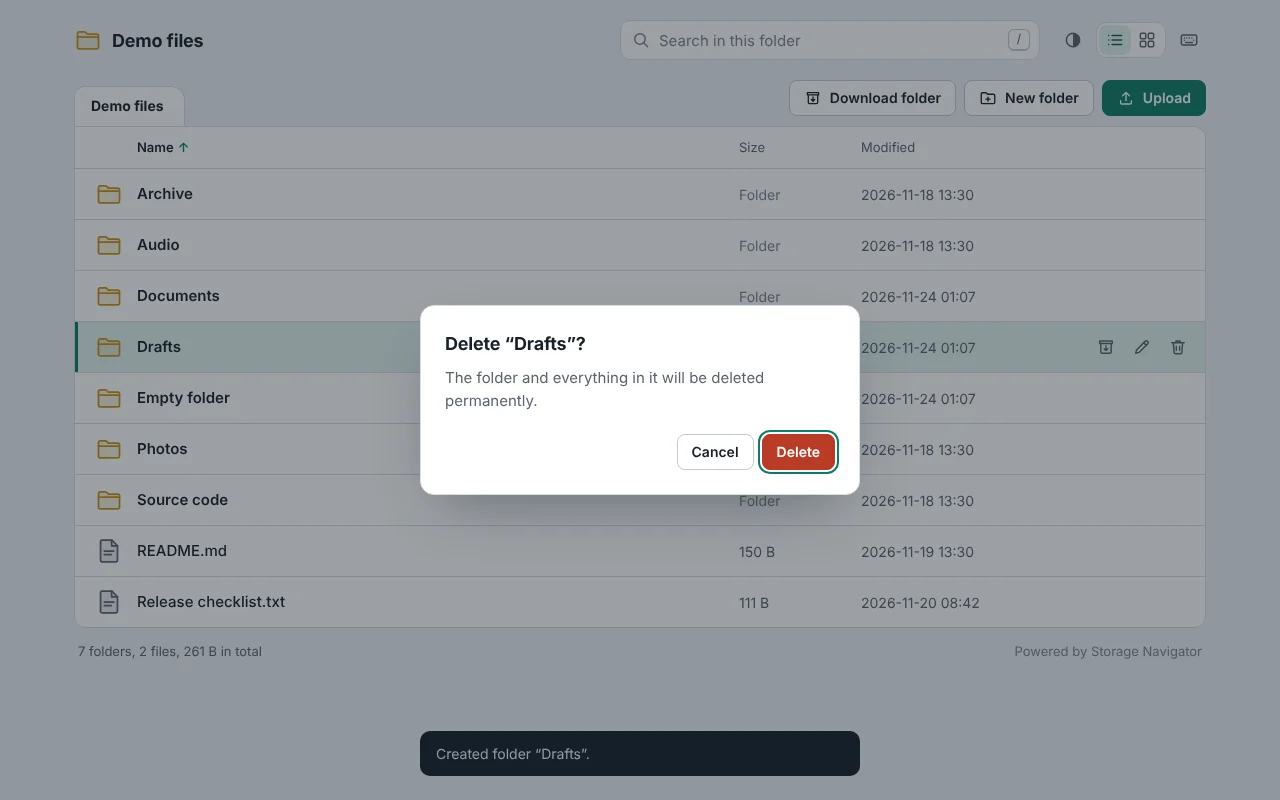 Demo files
Search in this folder
/
Demo files
Download folder
New folder
Upload
Name ↑ Size Modified
Archive Folder 2026-11-18 13:30
Audio Folder 2026-11-18 13:30
Documents Folder 2026-11-24 01:07
Drafts 2026-11-24 01:07
Empty folder 2026-11-24 01:07
Photos 2026-11-18 13:30
Source code Folder 2026-11-18 13:30
README.md 150 B 2026-11-19 13:30
Release checklist.txt 111 B 2026-11-20 08:42
7 folders, 2 files, 261 B in total
Powered by Storage Navigator
Delete “Drafts”?
The folder and everything in it will be deleted
permanently.
Cancel
Delete
Created folder “Drafts”.